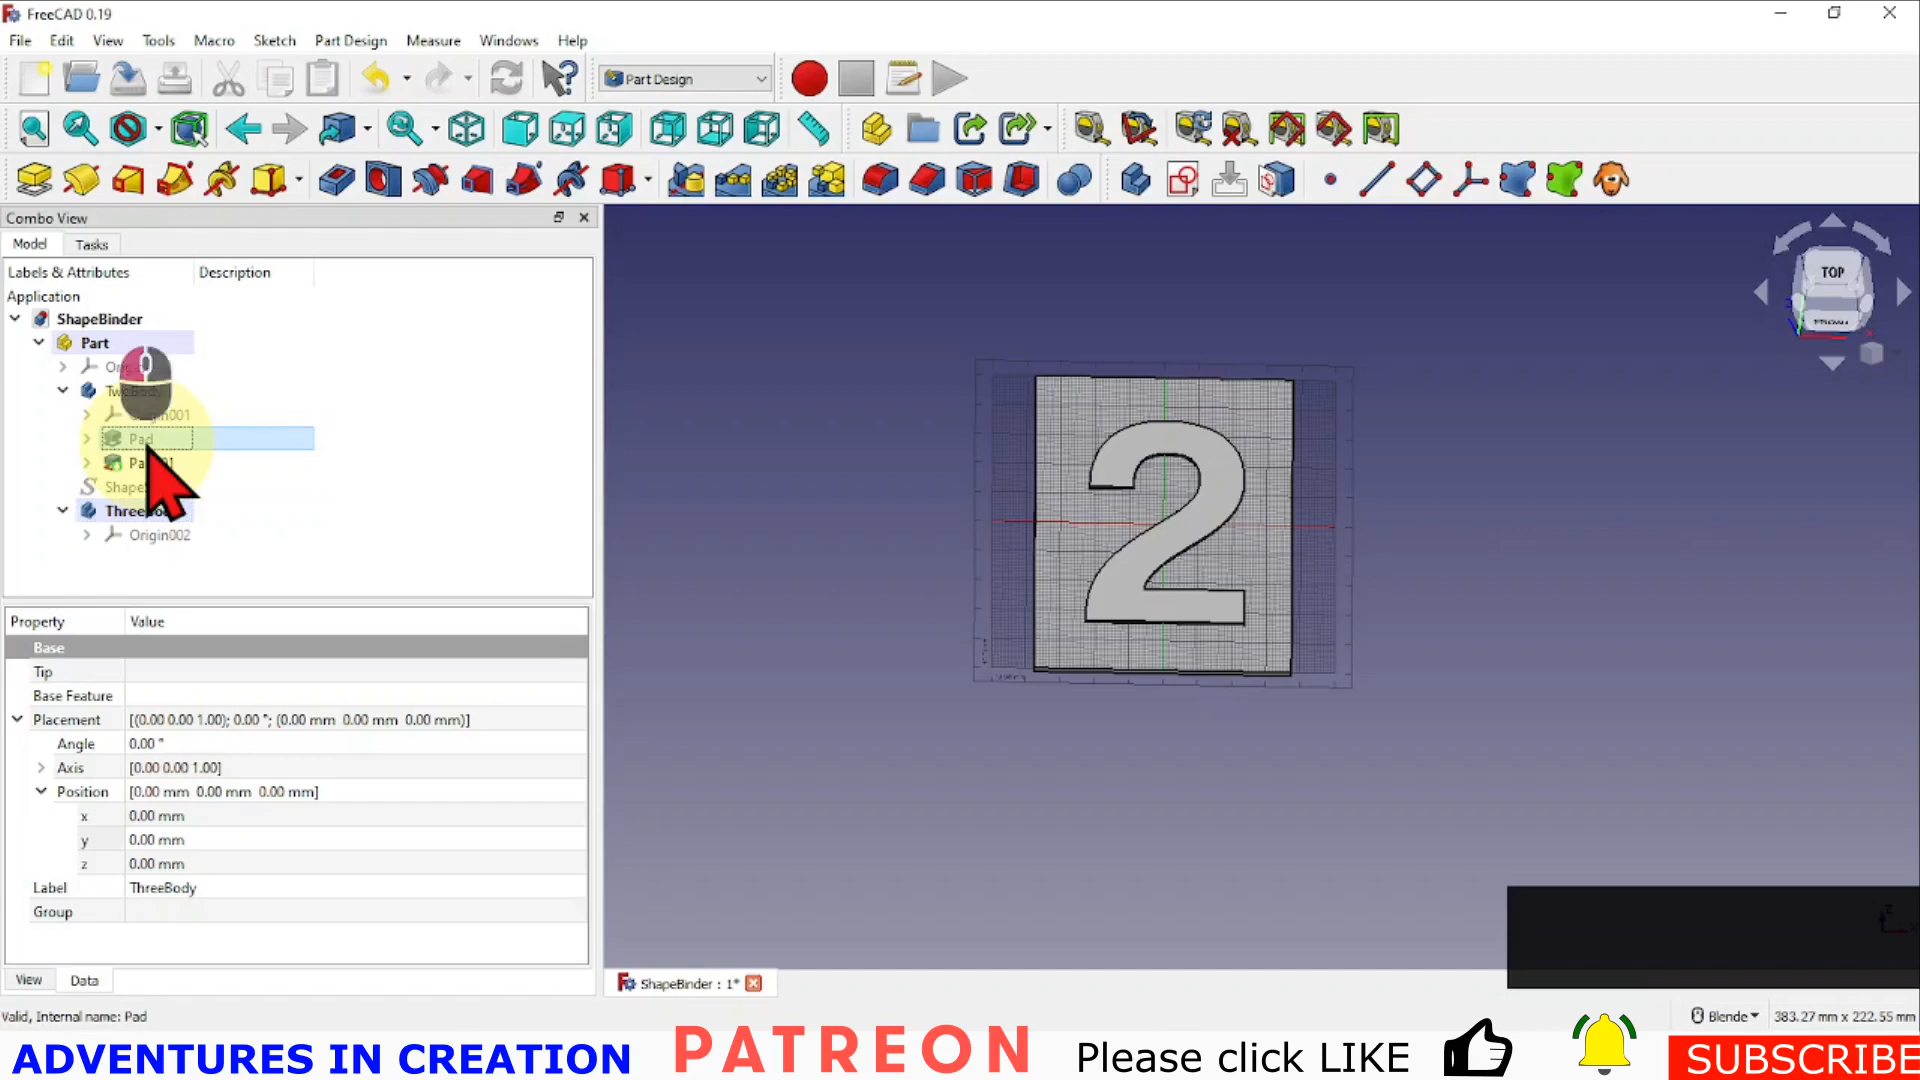 FreeCAD 0.19
File Edit View Tools Macro Sketch Part Design Measure Windows Help
Part Design
Combo View
Model Tasks
Labels & Attributes Description
Application
ShapeBinder
Part
TwoBody
Origin001
Pad
ThreeBody
Origin002
Property Value
Base
Tip
Base Feature
Placement [(0.00 0.00 1.00); 0.00 °; (0.00 mm 0.00 mm 0.00 mm)]
Angle 0.00 °
Axis [0.00 0.00 1.00]
Position [0.00 mm 0.00 mm 0.00 mm]
x 0.00 mm
y 0.00 mm
z 0.00 mm
Label ThreeBody
Group
View Data
TOP
2
ShapeBinder : 1*
Valid, Internal name: Pad
Blende 383.27 mm x 222.55 mm
ADVENTURES IN CREATION PATREON Please click LIKE SUBSCRIBE